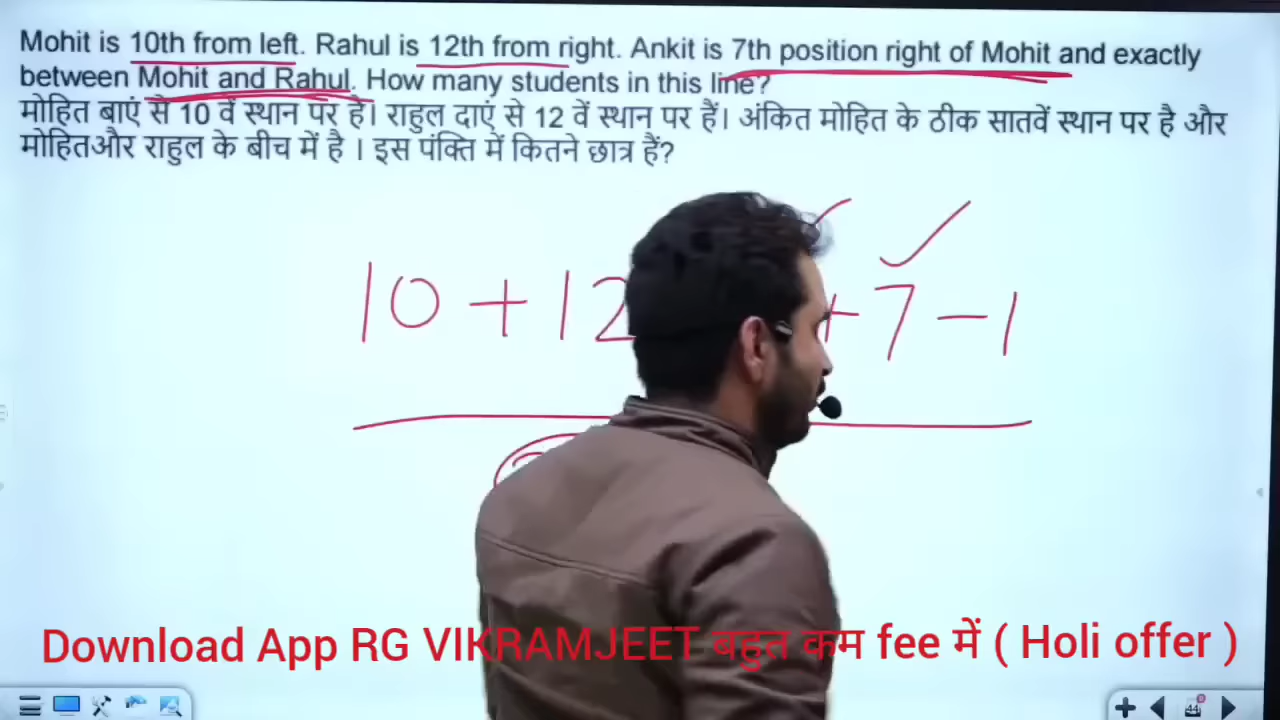 Mohit is 10th from left. Rahul is 12th from right. Ankit is 7th position right of Mohit and exactly
between Mohit and Rahul. How many students in this line?
मोहित बाएं से 10 वें स्थान पर है। राहुल दाएं से 12 वें स्थान पर हैं। अंकित मोहित के ठीक सातवें स्थान पर है और
मोहितऔर राहुल के बीच में है । इस पंक्ति में कितने छात्र हैं?
10 + 12 + 7 - 1
Download App RG VIKRAMJEET बहुत कम fee में ( Holi offer )
44